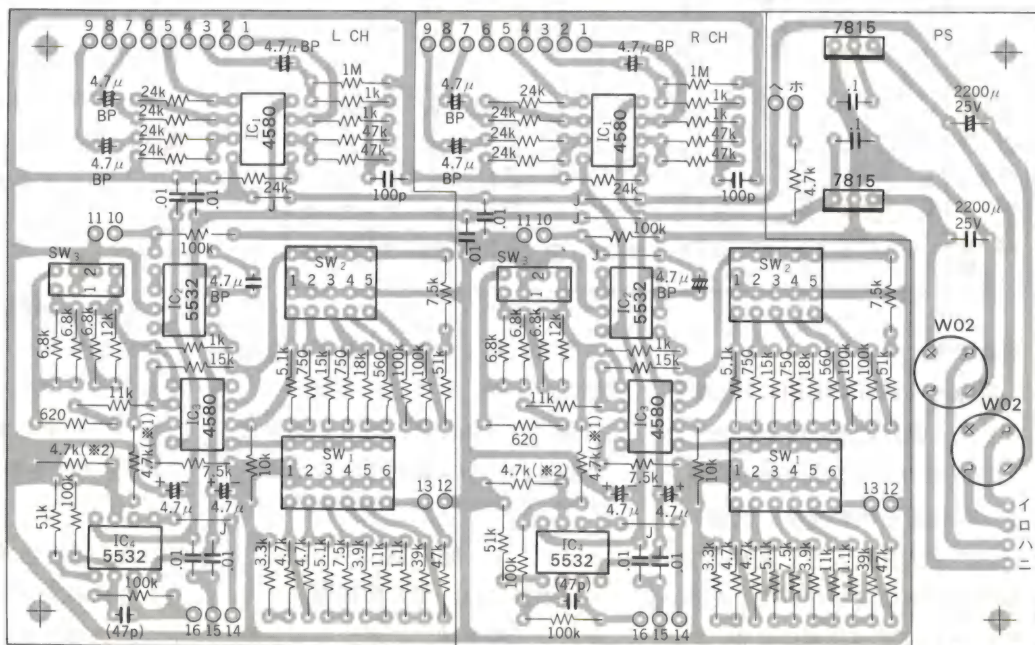 9 8 7 6 5 4 3 2 1
L CH
4.7μ BP
4.7μ BP
4.7μ BP
24k
24k
24k
24k
24k
IC₁ 4580
1M
1k
1k
47k
47k
100p
.01
.01
J
11 10
100k
SW₃
1 2
IC₂ 5532
4.7μ BP
SW₂
1 2 3 4 5
7.5k
6.8k
6.8k
6.8k
12k
1k
15k
5.1k
750
15k
750
18k
560
100k
100k
51k
11k
620
IC₃ 4580
4.7k(※1)
4.7k(※2)
7.5k
10k
SW₁
1 2 3 4 5 6
13 12
+
4.7μ
+
4.7μ
J
51k
100k
IC₄ 5532
.01
.01
100k
(47p)
16 15 14
3.3k
4.7k
4.7k
5.1k
7.5k
3.9k
11k
1.1k
39k
47k
9 8 7 6 5 4 3 2 1
R CH
4.7μ BP
4.7μ BP
4.7μ BP
24k
24k
24k
24k
24k
IC₁ 4580
1M
1k
1k
47k
47k
100p
J
J
J
.01
.01
11 10
100k
SW₃
1 2
IC₂ 5532
4.7μ BP
SW₂
1 2 3 4 5
7.5k
6.8k
6.8k
6.8k
12k
1k
15k
5.1k
750
15k
750
18k
560
100k
100k
51k
11k
620
IC₃ 4580
4.7k(※1)
4.7k(※2)
7.5k
10k
SW₁
1 2 3 4 5 6
13 12
+
4.7μ
+
4.7μ
J
51k
100k
5532
.01
.01
(47p)
100k
16 15 14
3.3k
4.7k
4.7k
5.1k
7.5k
3.9k
11k
1.1k
39k
47k
7815
PS
ヘ ホ
.1
.1
2200μ 25V
4.7k
7815
2200μ 25V
W02
W02
イ
ロ
ハ
ニ